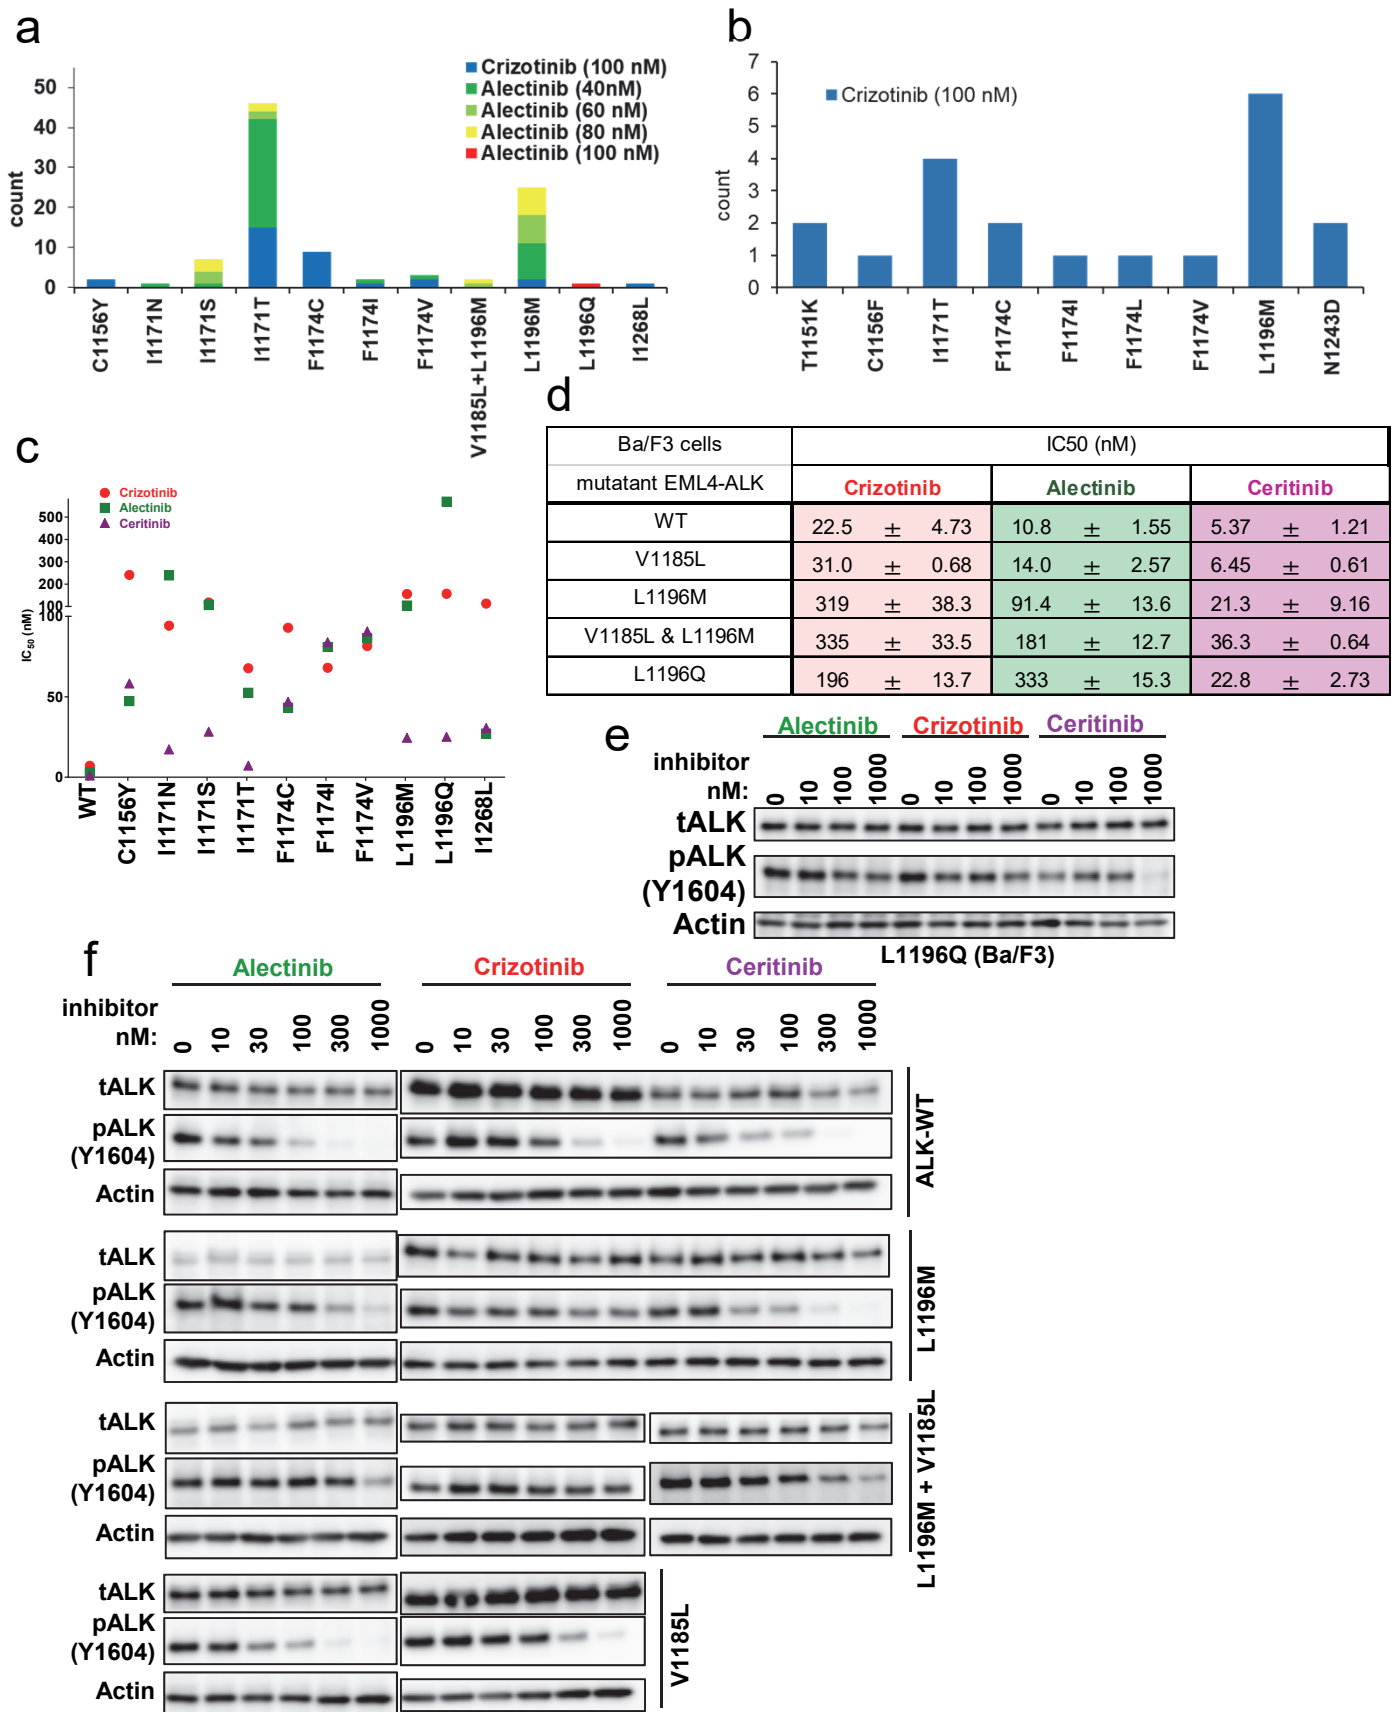 a
Crizotinib (100 nM)
Alectinib (40nM)
Alectinib (60 nM)
Alectinib (80 nM)
Alectinib (100 nM)
count
50
40
30
20
10
0
C1156Y
I1171N
I1171S
I1171T
F1174C
F1174I
F1174V
V1185L+L1196M
L1196M
L1196Q
I1268L
b
Crizotinib (100 nM)
count
7
6
5
4
3
2
1
0
T1151K
C1156F
I1171T
F1174C
F1174I
F1174L
F1174V
L1196M
N1243D
c
Crizotinib
Alectinib
Ceritinib
IC50 (nM)
500
400
300
200
100
100
50
0
WT
C1156Y
I1171N
I1171S
I1171T
F1174C
F1174I
F1174V
L1196M
L1196Q
I1268L
d
Ba/F3 cells IC50 (nM)
mutatant EML4-ALK Crizotinib Alectinib Ceritinib
WT 22.5 ± 4.73 10.8 ± 1.55 5.37 ± 1.21
V1185L 31.0 ± 0.68 14.0 ± 2.57 6.45 ± 0.61
L1196M 319 ± 38.3 91.4 ± 13.6 21.3 ± 9.16
V1185L & L1196M 335 ± 33.5 181 ± 12.7 36.3 ± 0.64
L1196Q 196 ± 13.7 333 ± 15.3 22.8 ± 2.73
e
Alectinib Crizotinib Ceritinib
inhibitor
nM: 0 10 100 1000 0 10 100 1000 0 10 100 1000
tALK
pALK
(Y1604)
Actin
L1196Q (Ba/F3)
f
Alectinib Crizotinib Ceritinib
inhibitor
nM: 0 10 30 100 300 1000 0 10 30 100 300 1000 0 10 30 100 300 1000
tALK
pALK
(Y1604)
Actin
ALK-WT
tALK
pALK
(Y1604)
Actin
L1196M
tALK
pALK
(Y1604)
Actin
L1196M + V1185L
tALK
pALK
(Y1604)
Actin
V1185L